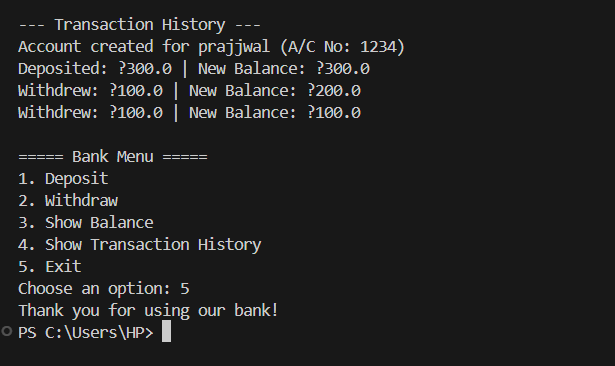 --- Transaction History ---
Account created for prajjwal (A/C No: 1234)
Deposited: ?300.0 | New Balance: ?300.0
Withdrew: ?100.0 | New Balance: ?200.0
Withdrew: ?100.0 | New Balance: ?100.0
===== Bank Menu =====
1. Deposit
2. Withdraw
3. Show Balance
4. Show Transaction History
5. Exit
Choose an option: 5
Thank you for using our bank!
PS C:\Users\HP>